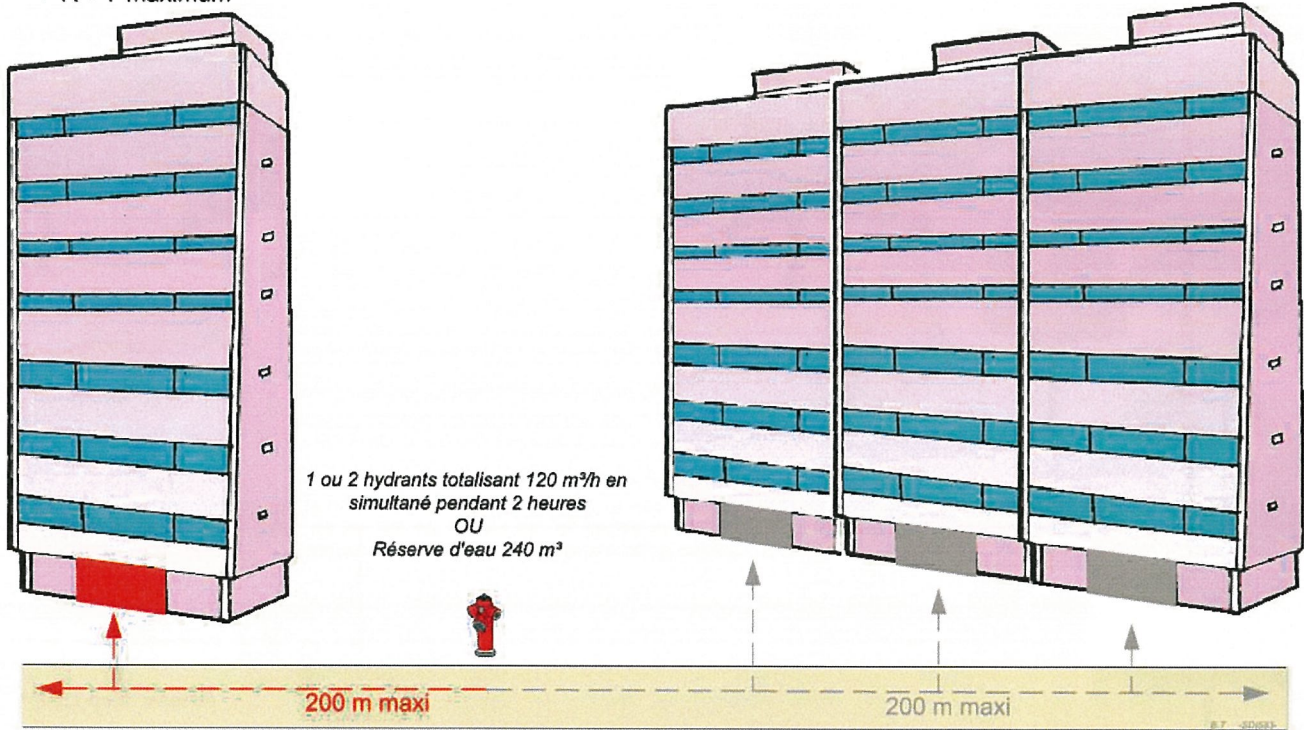 maximum
1 ou 2 hydrants totalisant 120 m³/h en
simultané pendant 2 heures
OU
Réserve d'eau 240 m³
200 m maxi
200 m maxi